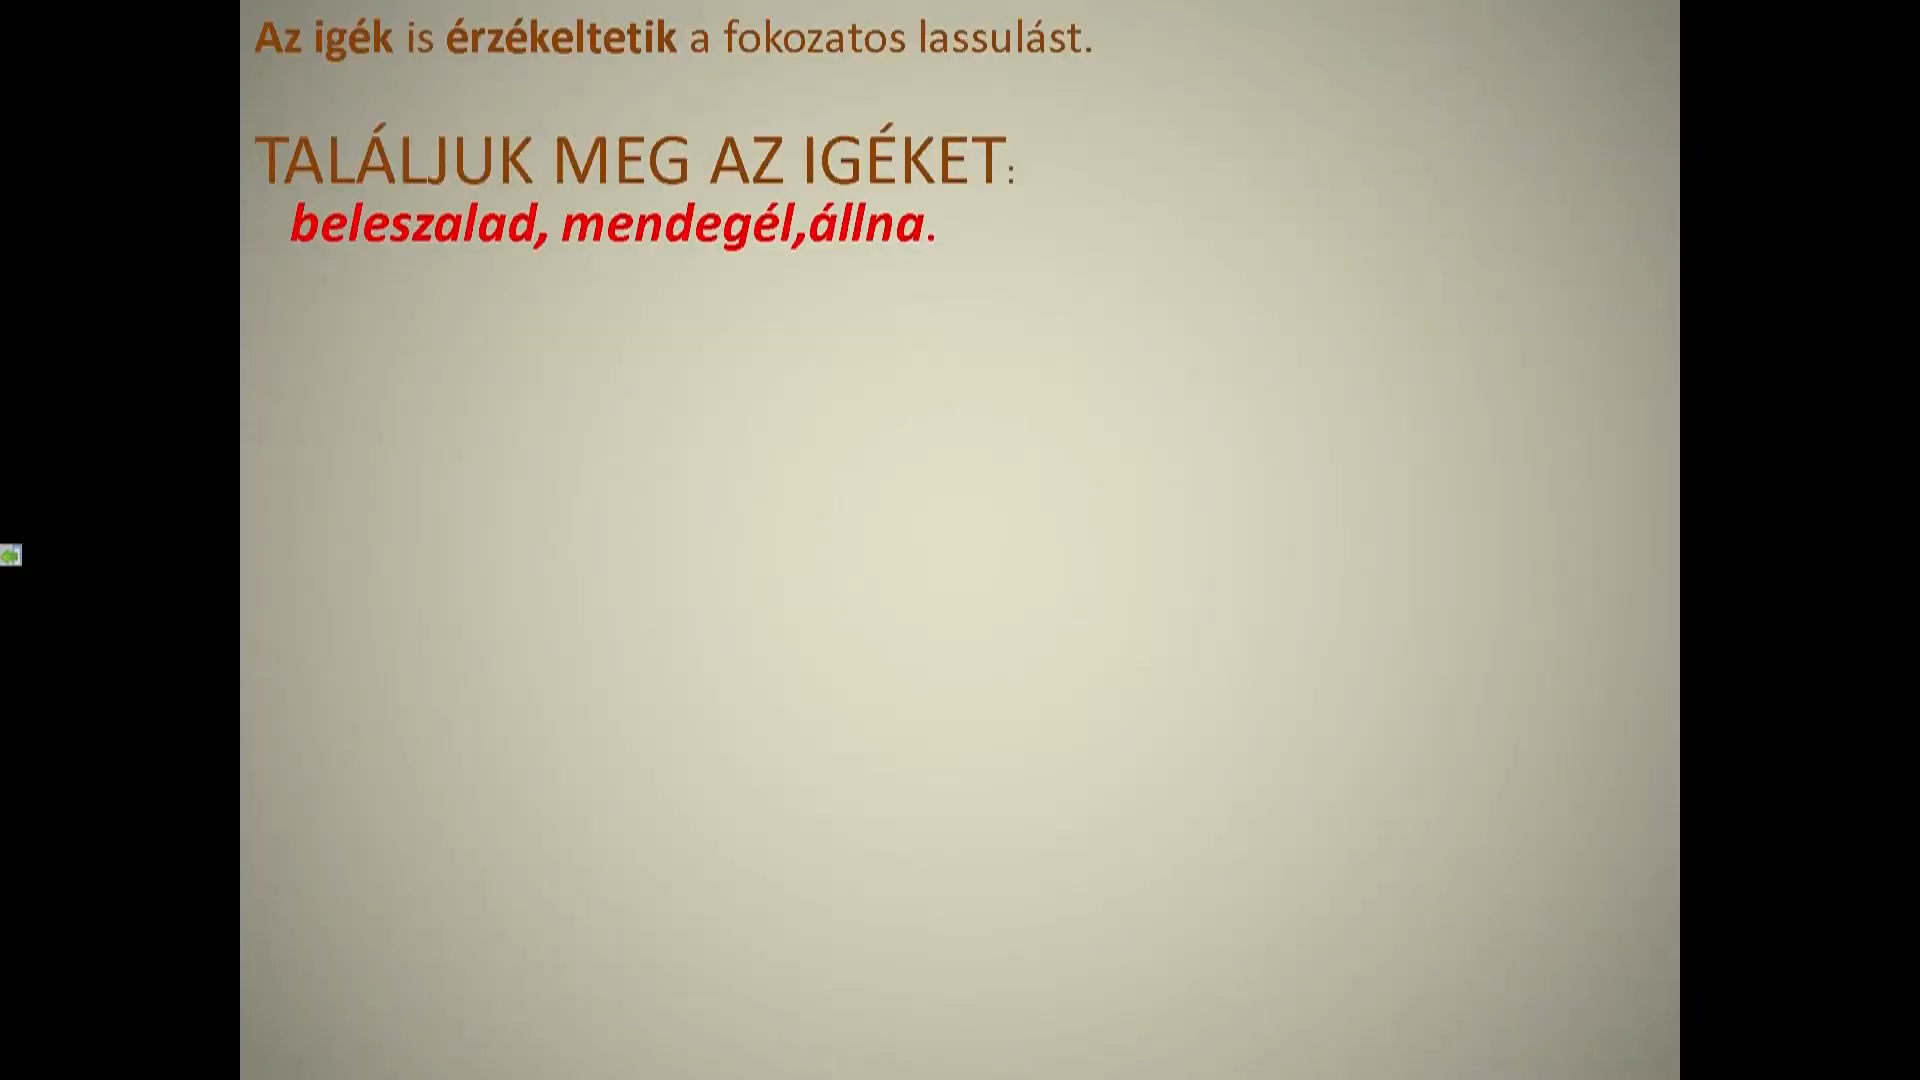 Az igék is érzékeltetik a fokozatos lassulást.
TALÁLJUK MEG AZ IGÉKET:
beleszalad, mendegél,állna.